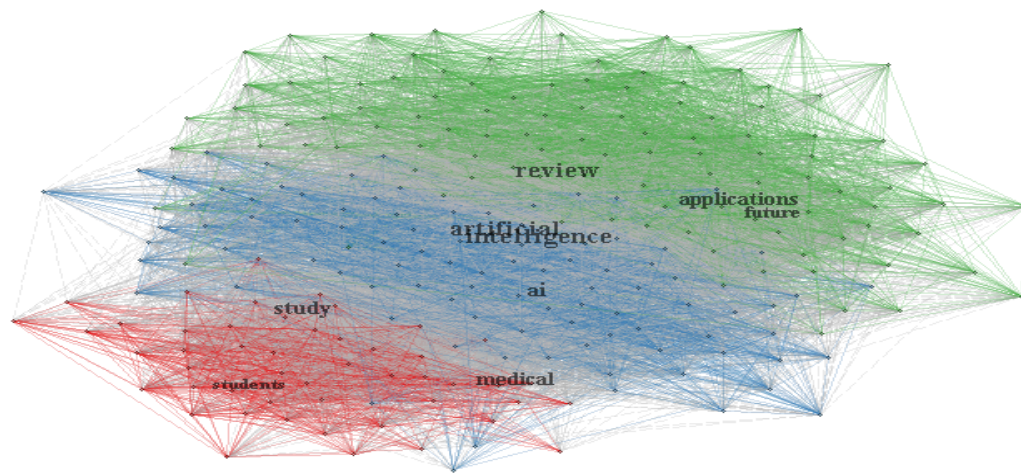 review
applications
future
artificial
intelligence
ai
study
medical
students